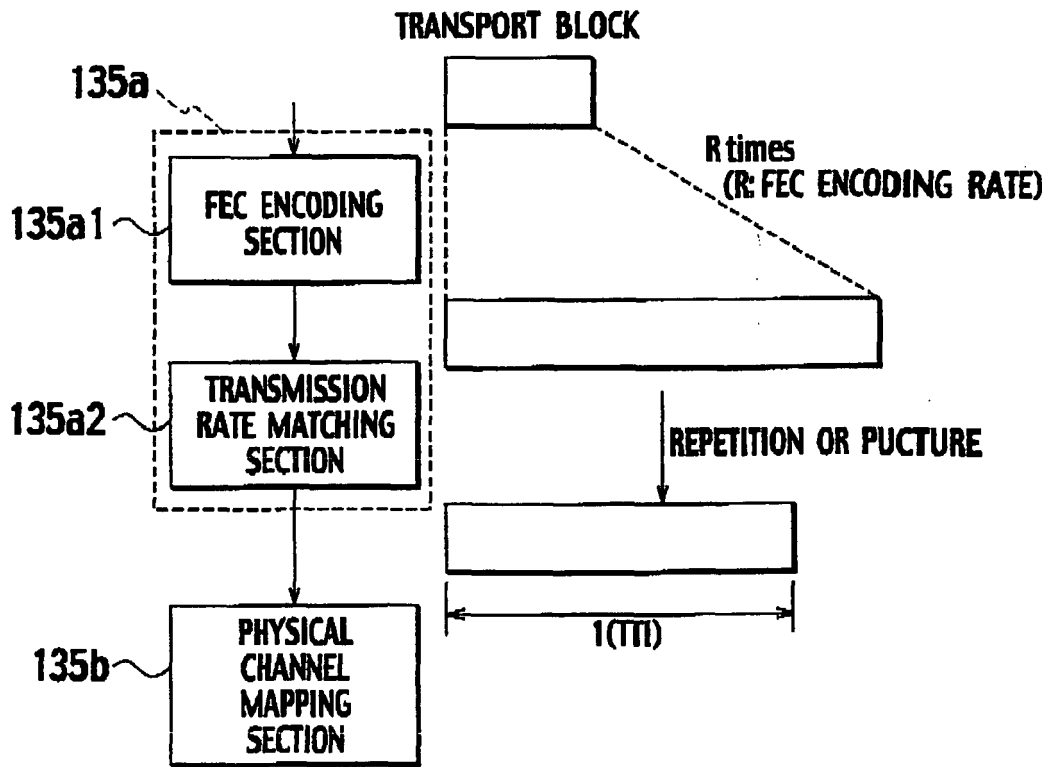 TRANSPORT BLOCK
135a
R times
(R: FEC ENCODING RATE)
135a1
FEC ENCODING
SECTION
135a2
TRANSMISSION
RATE MATCHING
SECTION
REPETITION OR PUCTURE
1(TTI)
135b
PHYSICAL
CHANNEL
MAPPING
SECTION